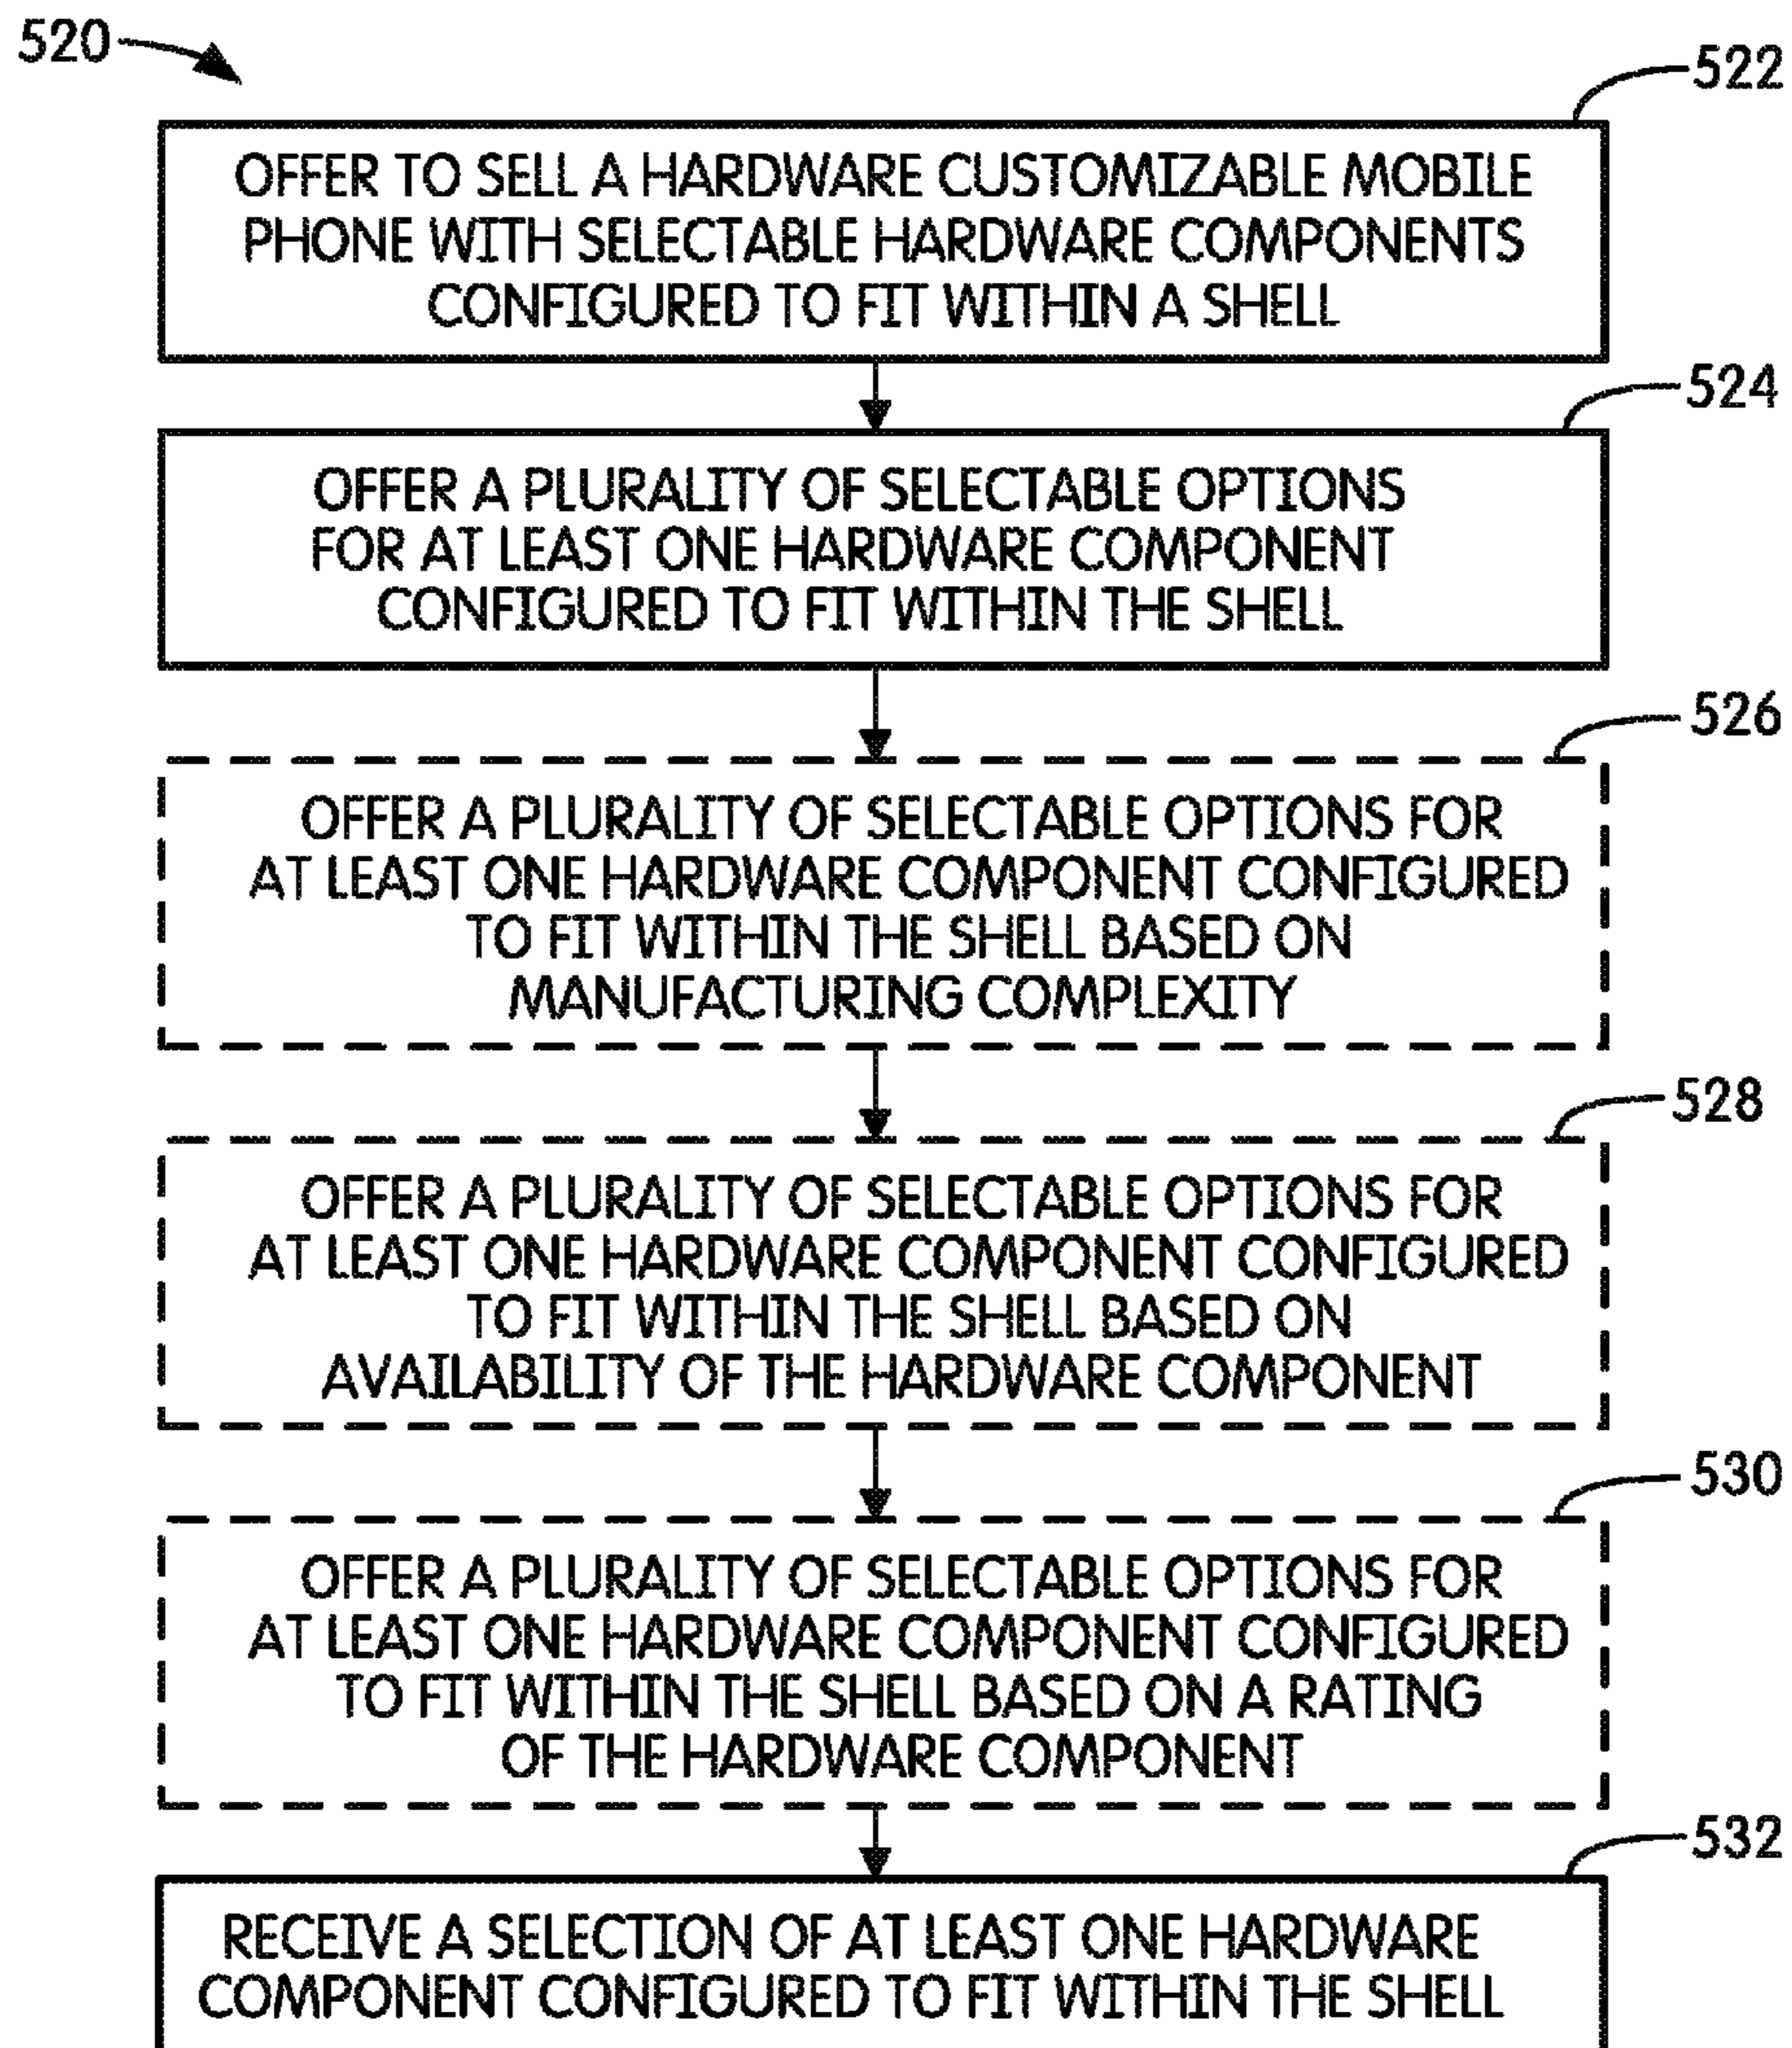 520
522
OFFER TO SELL A HARDWARE CUSTOMIZABLE MOBILE
PHONE WITH SELECTABLE HARDWARE COMPONENTS
CONFIGURED TO FIT WITHIN A SHELL
524
OFFER A PLURALITY OF SELECTABLE OPTIONS
FOR AT LEAST ONE HARDWARE COMPONENT
CONFIGURED TO FIT WITHIN THE SHELL
526
OFFER A PLURALITY OF SELECTABLE OPTIONS FOR
AT LEAST ONE HARDWARE COMPONENT CONFIGURED
TO FIT WITHIN THE SHELL BASED ON
MANUFACTURING COMPLEXITY
528
OFFER A PLURALITY OF SELECTABLE OPTIONS FOR
AT LEAST ONE HARDWARE COMPONENT CONFIGURED
TO FIT WITHIN THE SHELL BASED ON
AVAILABILITY OF THE HARDWARE COMPONENT
530
OFFER A PLURALITY OF SELECTABLE OPTIONS FOR
AT LEAST ONE HARDWARE COMPONENT CONFIGURED
TO FIT WITHIN THE SHELL BASED ON A RATING
OF THE HARDWARE COMPONENT
532
RECEIVE A SELECTION OF AT LEAST ONE HARDWARE
COMPONENT CONFIGURED TO FIT WITHIN THE SHELL